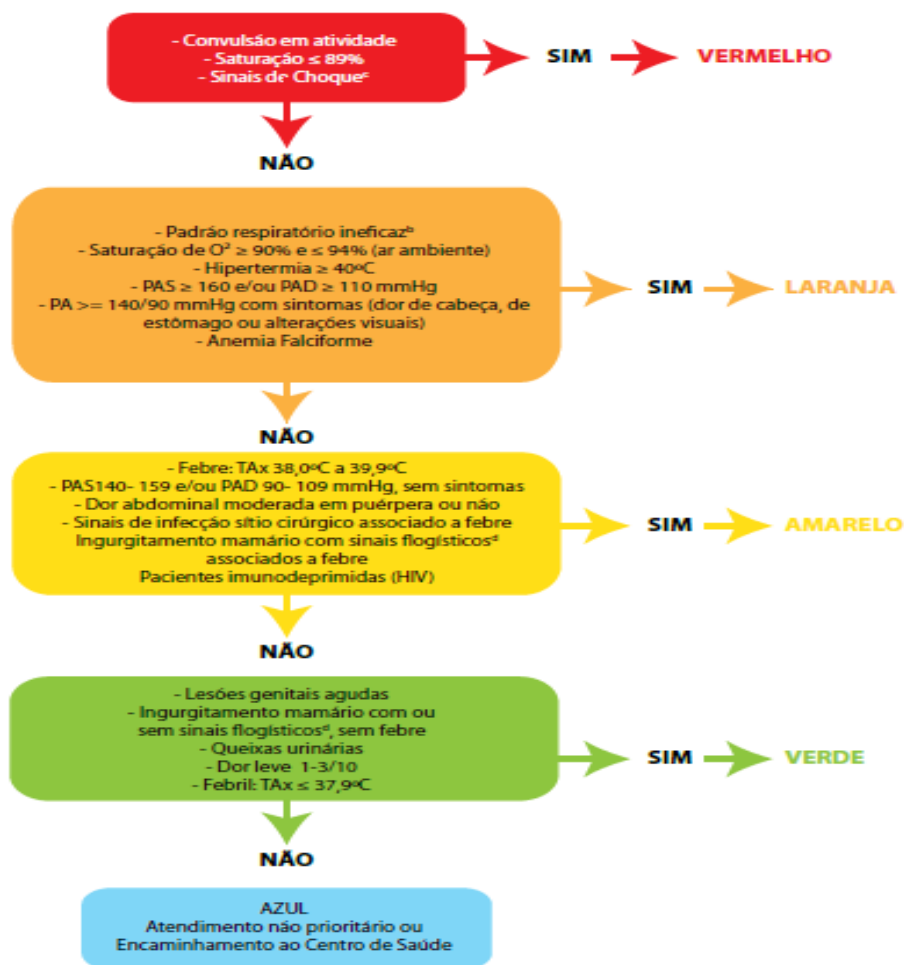 - Convulsão em atividade
- Saturação ≤ 89%
- Sinais de Choqueᶜ
SIM
VERMELHO
NÃO
- Padrão respiratório ineficazᵇ
- Saturação de O² ≥ 90% e ≤ 94% (ar ambiente)
- Hipertermia ≥ 40ºC
- PAS ≥ 160 e/ou PAD ≥ 110 mmHg
- PA >= 140/90 mmHg com sintomas (dor de cabeça, de
estômago ou alterações visuais)
- Anemia Falciforme
SIM
LARANJA
NÃO
- Febre: TAx 38,0ºC a 39,9ºC
- PAS140- 159 e/ou PAD 90- 109 mmHg, sem sintomas
- Dor abdominal moderada em puérpera ou não
- Sinais de infecção sítio cirúrgico associado a febre
Ingurgitamento mamário com sinais flogísticosᵈ
associados a febre
Pacientes imunodeprimidas (HIV)
SIM
AMARELO
NÃO
- Lesões genitais agudas
- Ingurgitamento mamário com ou
sem sinais flogísticosᵈ, sem febre
- Queixas urinárias
- Dor leve 1-3/10
- Febril: TAx ≤ 37,9ºC
SIM
VERDE
NÃO
AZUL
Atendimento não prioritário ou
Encaminhamento ao Centro de Saúde